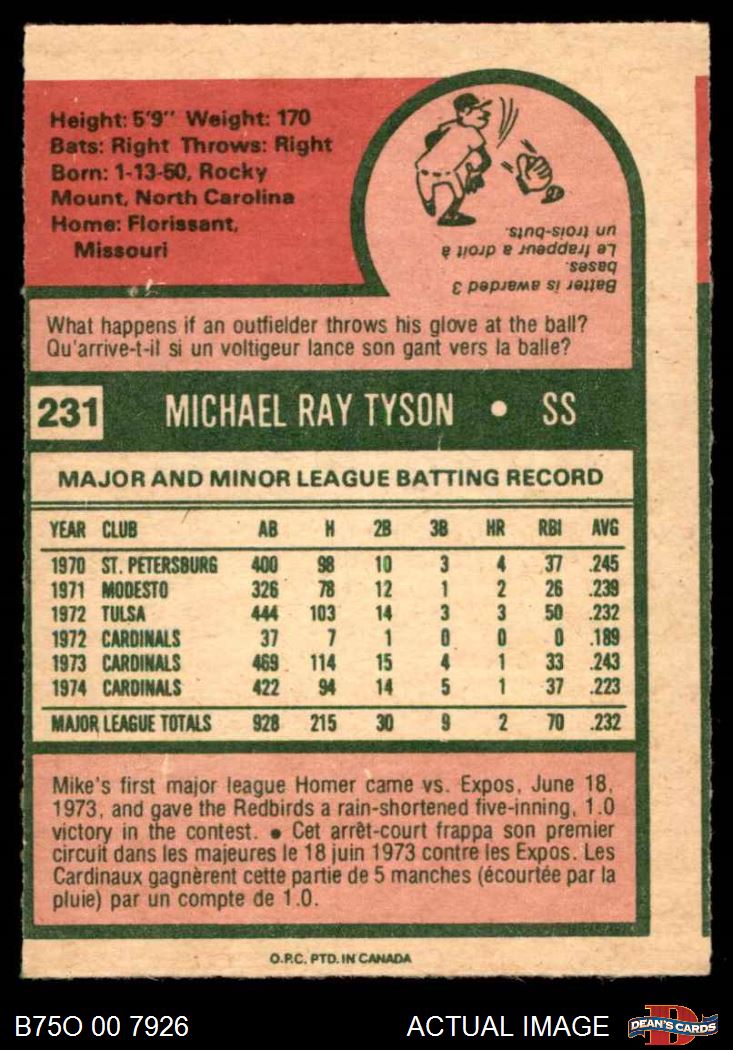 Height: 5'9" Weight: 170
Bats: Right Throws: Right
Born: 1-13-50, Rocky
Mount, North Carolina
Home: Florissant,
Missouri
Batter is awarded 3
bases.
Le frappeur a droit à
un trois-buts.
What happens if an outfielder throws his glove at the ball?
Qu'arrive-t-il si un voltigeur lance son gant vers la balle?
231 MICHAEL RAY TYSON • SS
MAJOR AND MINOR LEAGUE BATTING RECORD
YEAR CLUB AB H 2B 3B HR RBI AVG
1970 ST. PETERSBURG 400 98 10 3 4 37 .245
1971 MODESTO 326 78 12 1 2 26 .239
1972 TULSA 444 103 14 3 3 50 .232
1972 CARDINALS 37 7 1 0 0 0 .189
1973 CARDINALS 469 114 15 4 1 33 .243
1974 CARDINALS 422 94 14 5 1 37 .223
MAJOR LEAGUE TOTALS 928 215 30 9 2 70 .232
Mike's first major league Homer came vs. Expos, June 18,
1973, and gave the Redbirds a rain-shortened five-inning, 1.0
victory in the contest. • Cet arrêt-court frappa son premier
circuit dans les majeures le 18 juin 1973 contre les Expos. Les
Cardinaux gagnèrent cette partie de 5 manches (écourtée par la
pluie) par un compte de 1.0.
O.P.C. PTD. IN CANADA
B75O 00 7926 ACTUAL IMAGE DEAN'S CARDS